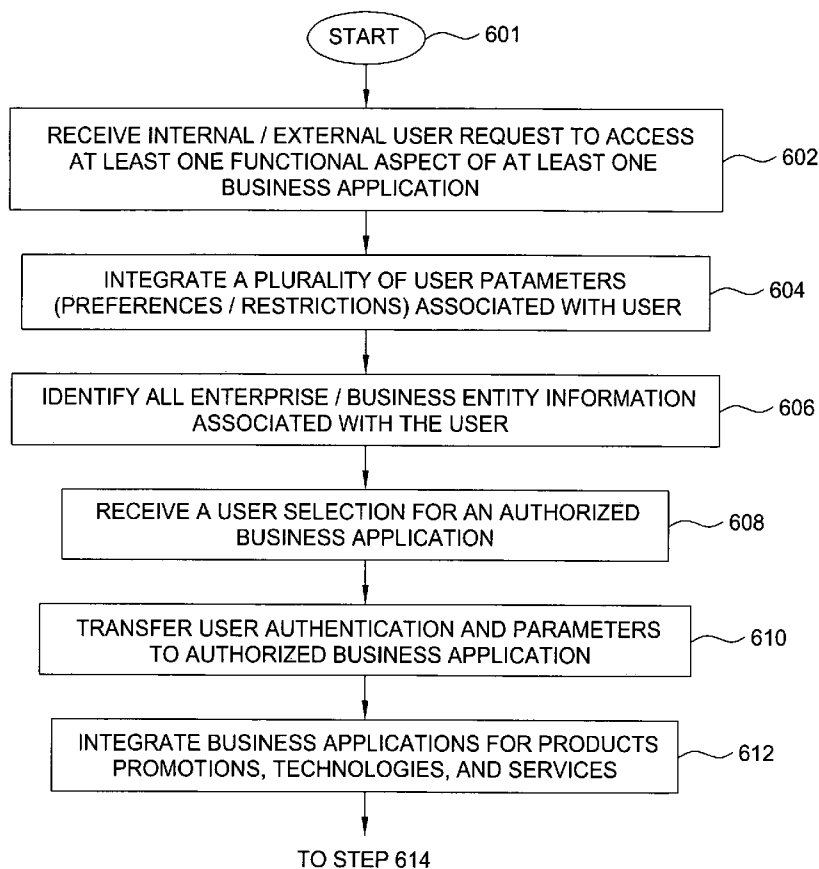 START
601
RECEIVE INTERNAL / EXTERNAL USER REQUEST TO ACCESS
AT LEAST ONE FUNCTIONAL ASPECT OF AT LEAST ONE
BUSINESS APPLICATION
602
INTEGRATE A PLURALITY OF USER PATAMETERS
(PREFERENCES / RESTRICTIONS) ASSOCIATED WITH USER
604
IDENTIFY ALL ENTERPRISE / BUSINESS ENTITY INFORMATION
ASSOCIATED WITH THE USER
606
RECEIVE A USER SELECTION FOR AN AUTHORIZED
BUSINESS APPLICATION
608
TRANSFER USER AUTHENTICATION AND PARAMETERS
TO AUTHORIZED BUSINESS APPLICATION
610
INTEGRATE BUSINESS APPLICATIONS FOR PRODUCTS
PROMOTIONS, TECHNOLOGIES, AND SERVICES
612
TO STEP 614